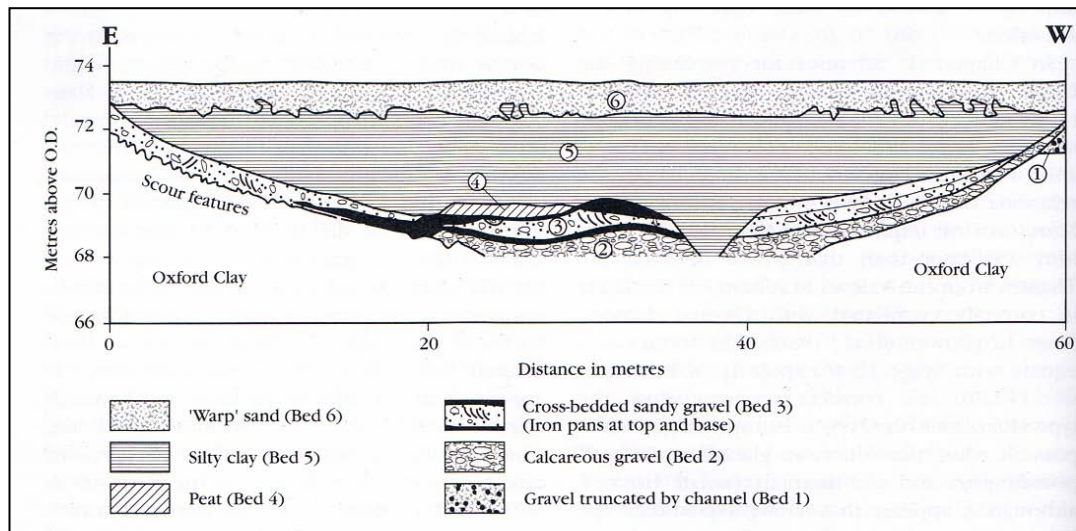 E
W
74
72
70
68
66
Metres above O.D.
⑥
⑤
④
③
②
①
Scour features
Oxford Clay
Oxford Clay
0
20
40
60
Distance in metres
'Warp' sand (Bed 6)
Silty clay (Bed 5)
Peat (Bed 4)
Cross-bedded sandy gravel (Bed 3)
(Iron pans at top and base)
Calcareous gravel (Bed 2)
Gravel truncated by channel (Bed 1)